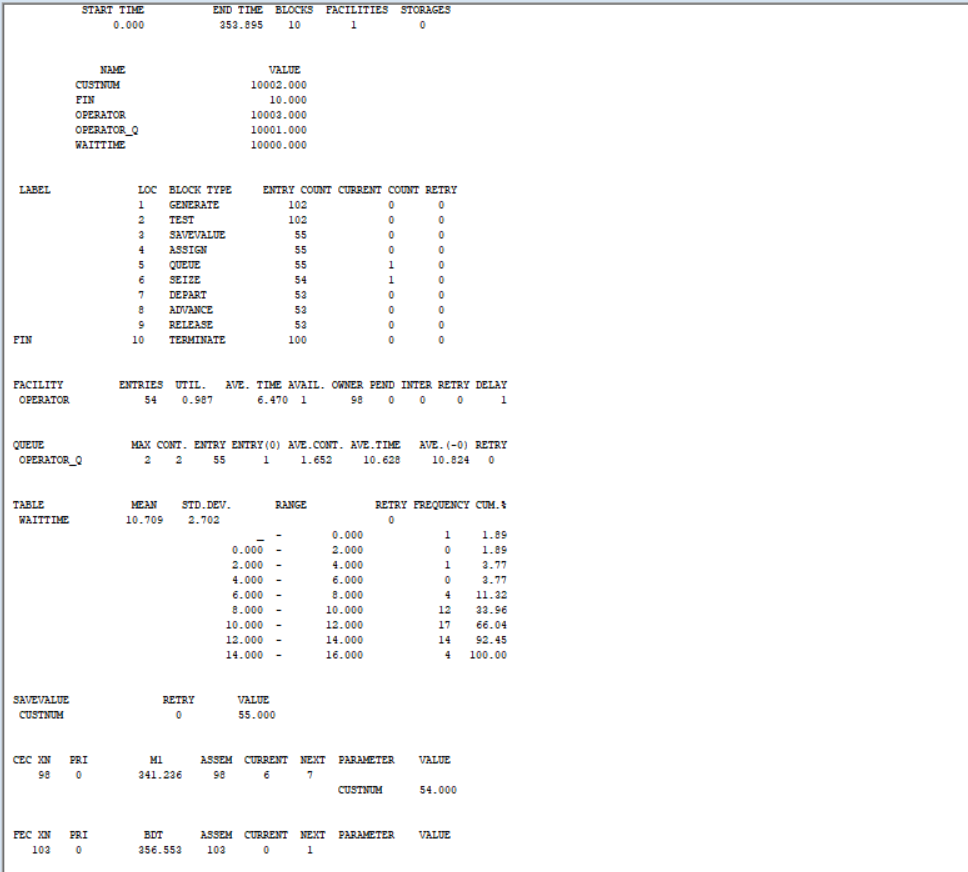 START TIME END TIME BLOCKS FACILITIES STORAGES
0.000 353.895 10 1 0
NAME VALUE
CUSTNUM 10002.000
FIN 10.000
OPERATOR 10003.000
OPERATOR_Q 10001.000
WAITTIME 10000.000
LABEL LOC BLOCK TYPE ENTRY COUNT CURRENT COUNT RETRY
1 GENERATE 102 0 0
2 TEST 102 0 0
3 SAVEVALUE 55 0 0
4 ASSIGN 55 0 0
5 QUEUE 55 1 0
6 SEIZE 54 1 0
7 DEPART 53 0 0
8 ADVANCE 53 0 0
9 RELEASE 53 0 0
FIN 10 TERMINATE 100 0 0
FACILITY ENTRIES UTIL. AVE. TIME AVAIL. OWNER PEND INTER RETRY DELAY
OPERATOR 54 0.987 6.470 1 98 0 0 0 1
QUEUE MAX CONT. ENTRY ENTRY(0) AVE.CONT. AVE.TIME AVE.(-0) RETRY
OPERATOR_Q 2 2 55 1 1.652 10.628 10.824 0
TABLE MEAN STD.DEV. RANGE RETRY FREQUENCY CUM.%
WAITTIME 10.709 2.702 0
_ - 0.000 1 1.89
0.000 - 2.000 0 1.89
2.000 - 4.000 1 3.77
4.000 - 6.000 0 3.77
6.000 - 8.000 4 11.32
8.000 - 10.000 12 33.96
10.000 - 12.000 17 66.04
12.000 - 14.000 14 92.45
14.000 - 16.000 4 100.00
SAVEVALUE RETRY VALUE
CUSTNUM 0 55.000
CEC XN PRI M1 ASSEM CURRENT NEXT PARAMETER VALUE
98 0 341.236 98 6 7
CUSTNUM 54.000
FEC XN PRI BDT ASSEM CURRENT NEXT PARAMETER VALUE
103 0 356.553 103 0 1